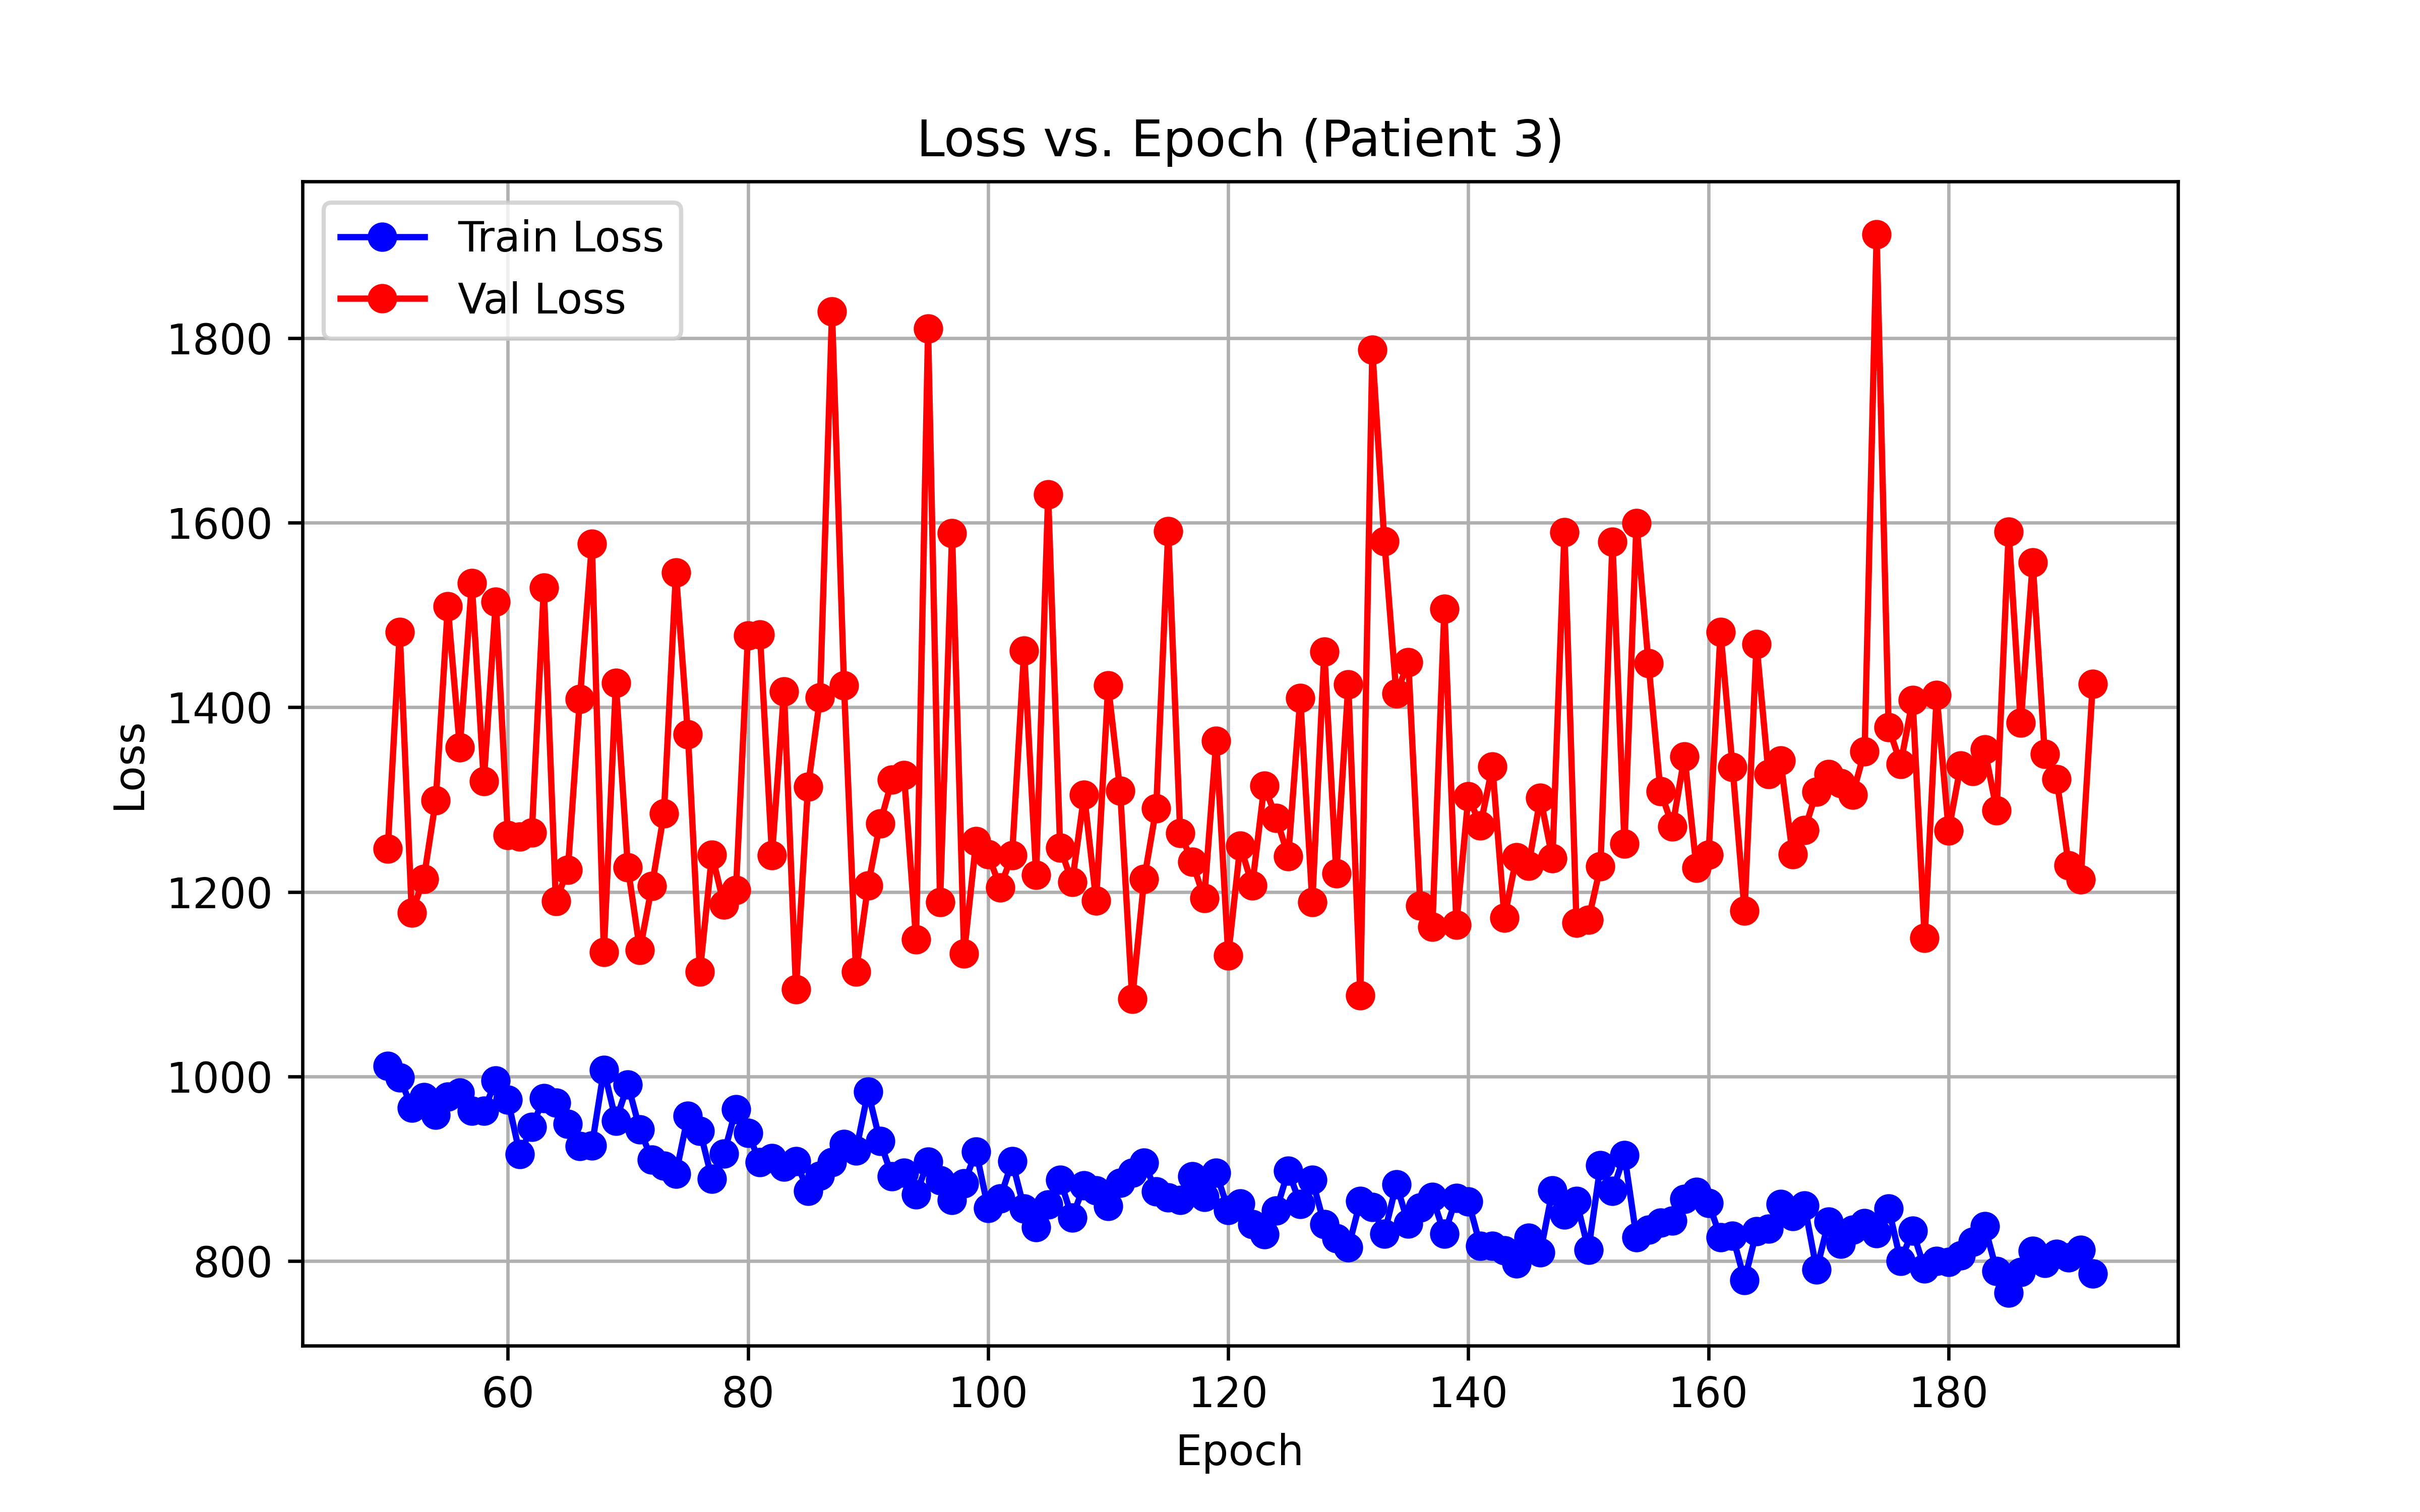 Loss vs. Epoch (Patient 3)
Train Loss
Val Loss
1800
1600
1400
1200
1000
800
Loss
60 80 100 120 140 160 180
Epoch